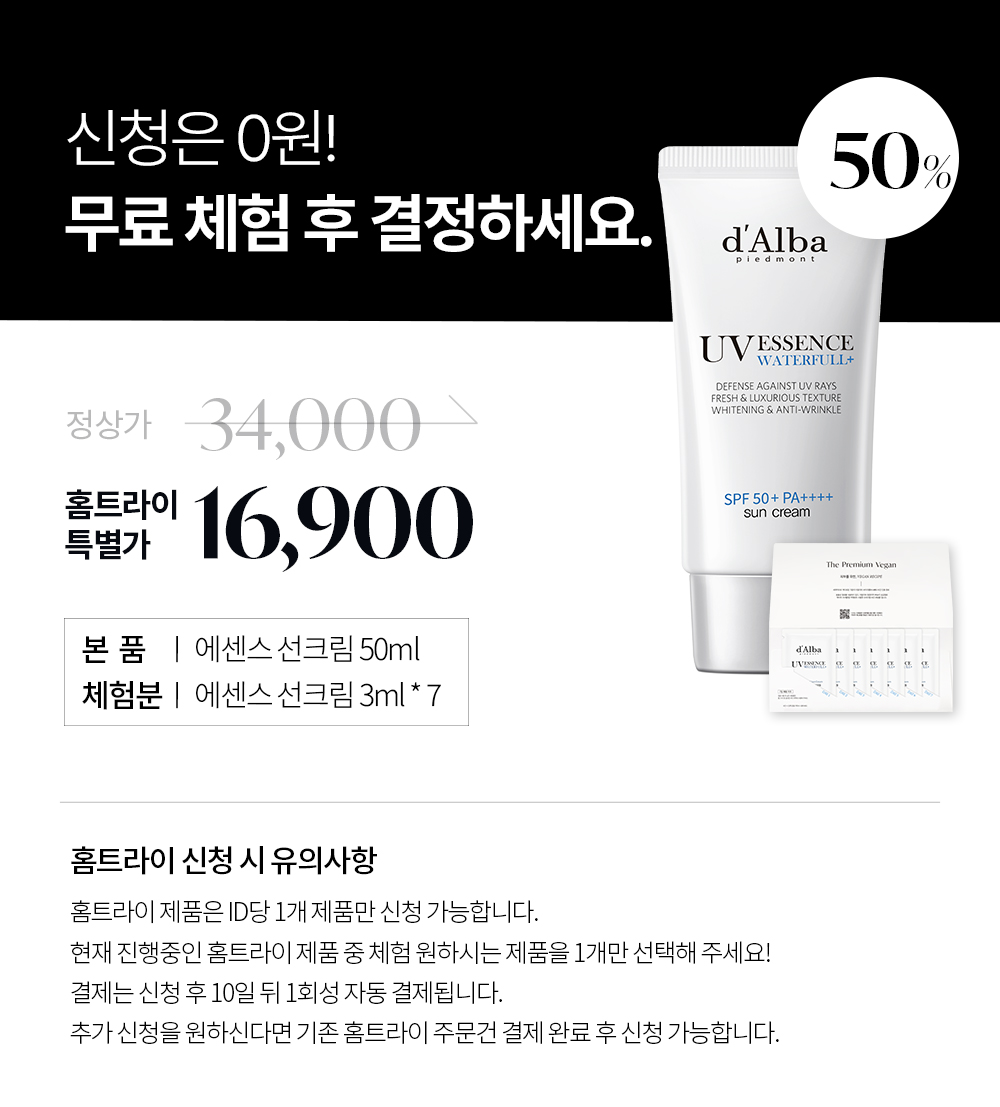 신청은 0원!
무료 체험 후 결정하세요.
50%
d'Alba
piedmont
UV ESSENCE
WATERFULL+
DEFENSE AGAINST UV RAYS
FRESH & LUXURIOUS TEXTURE
WHITENING & ANTI-WRINKLE
SPF 50+ PA++++
sun cream
정상가 34,000
홈트라이
특별가 16,900
본 품 | 에센스 선크림 50ml
체험분 | 에센스 선크림 3ml * 7
The Premium Vegan
d'Alba
piedmont
UV ESSENCE
WATERFULL+
홈트라이 신청 시 유의사항
홈트라이 제품은 ID당 1개 제품만 신청 가능합니다.
현재 진행중인 홈트라이 제품 중 체험 원하시는 제품을 1개만 선택해 주세요!
결제는 신청 후 10일 뒤 1회성 자동 결제됩니다.
추가 신청을 원하신다면 기존 홈트라이 주문건 결제 완료 후 신청 가능합니다.